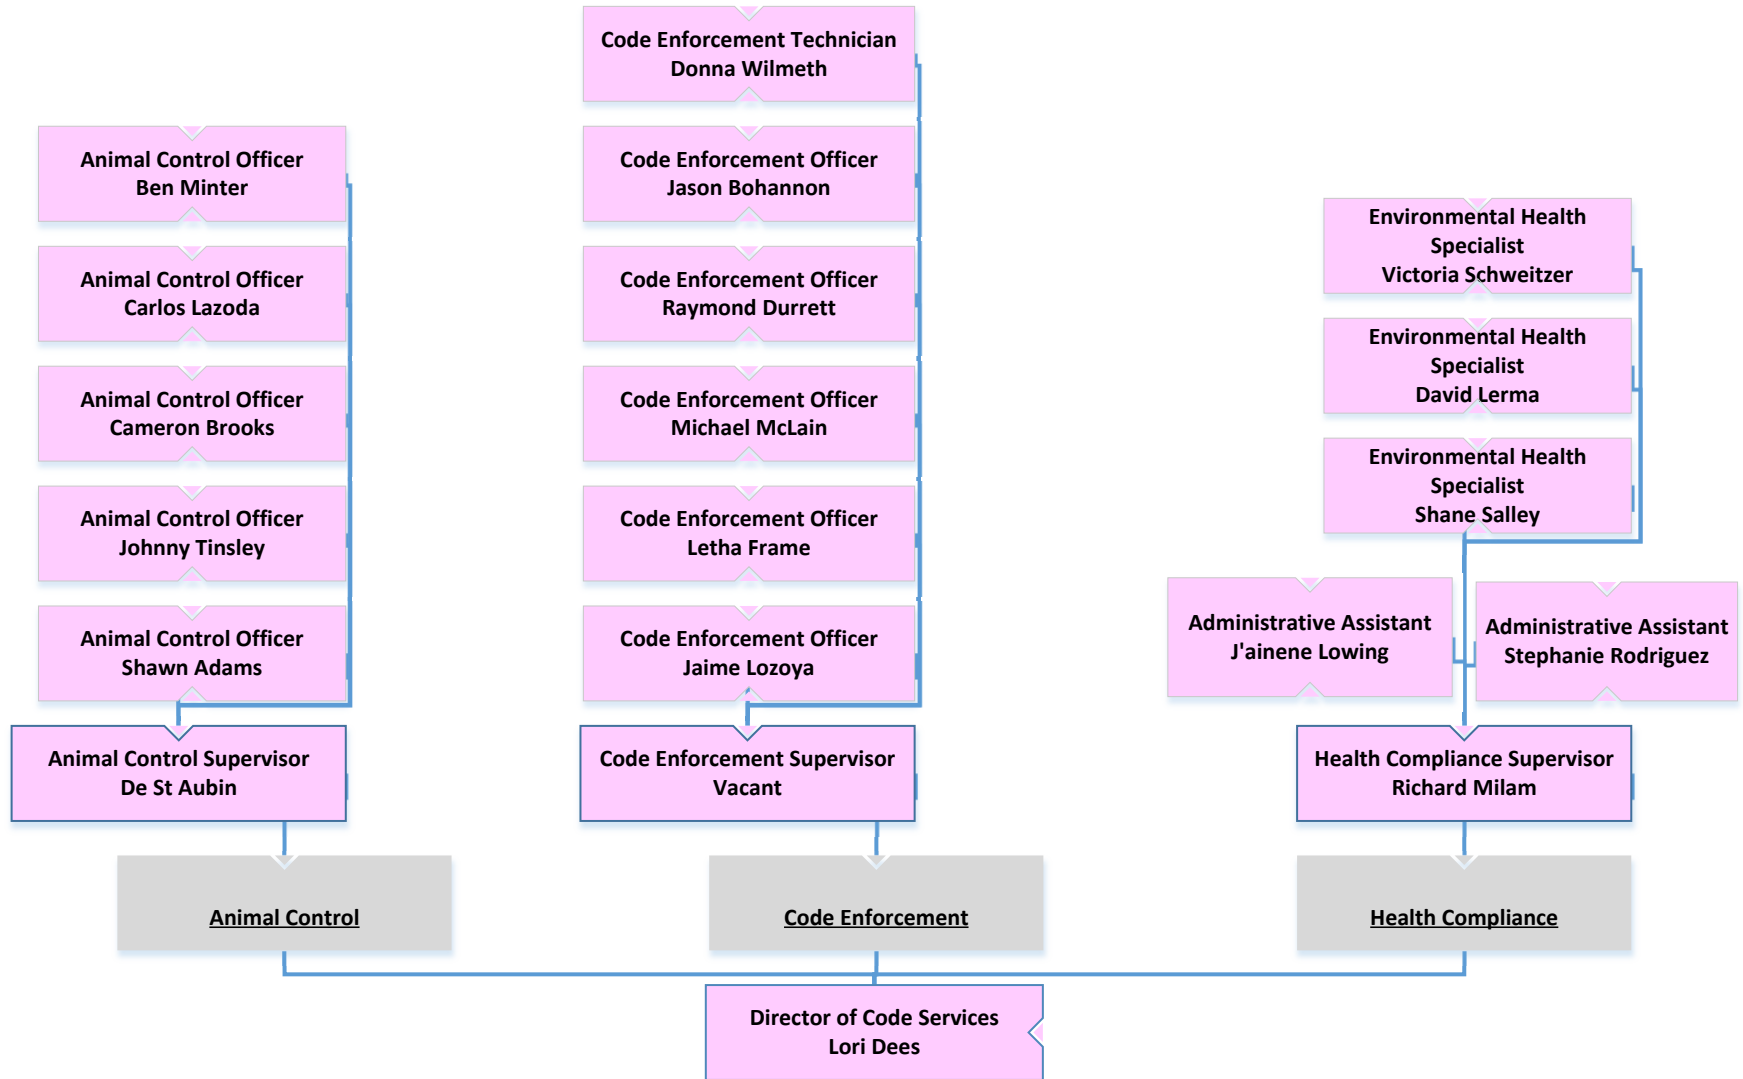 Code Enforcement Technician
Donna Wilmeth
Animal Control Officer
Ben Minter
Animal Control Officer
Carlos Lazoda
Animal Control Officer
Cameron Brooks
Animal Control Officer
Johnny Tinsley
Animal Control Officer
Shawn Adams
Animal Control Supervisor
De St Aubin
Code Enforcement Officer
Jason Bohannon
Code Enforcement Officer
Raymond Durrett
Code Enforcement Officer
Michael McLain
Code Enforcement Officer
Letha Frame
Code Enforcement Officer
Jaime Lozoya
Code Enforcement Supervisor
Vacant
Environmental Health
Specialist
Victoria Schweitzer
Environmental Health
Specialist
David Lerma
Environmental Health
Specialist
Shane Salley
Administrative Assistant
J'ainene Lowing
Administrative Assistant
Stephanie Rodriguez
Health Compliance Supervisor
Richard Milam
Animal Control
Code Enforcement
Health Compliance
Director of Code Services
Lori Dees